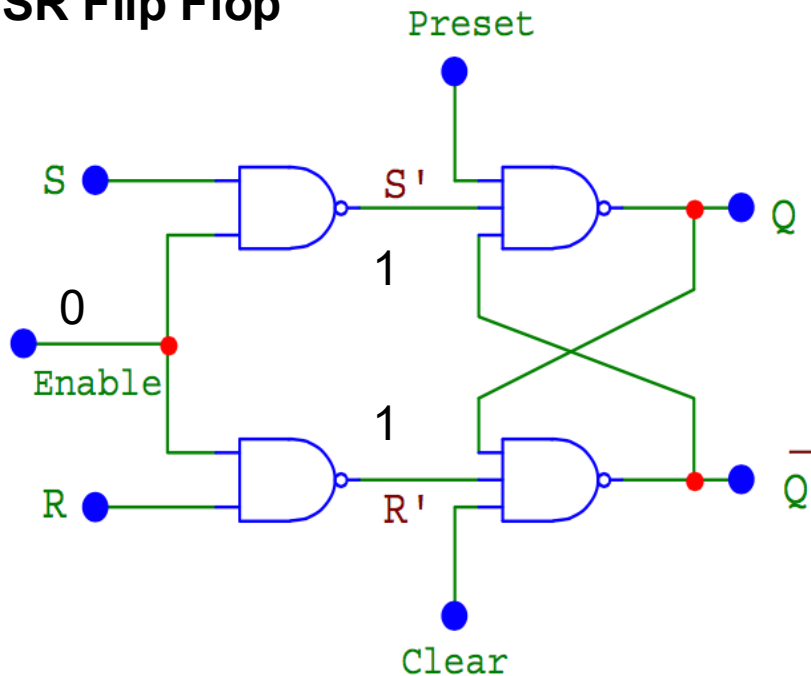 SR Flip Flop
Preset
S
S'
Q
1
0
Enable
1
R
R'
Q̅
Clear